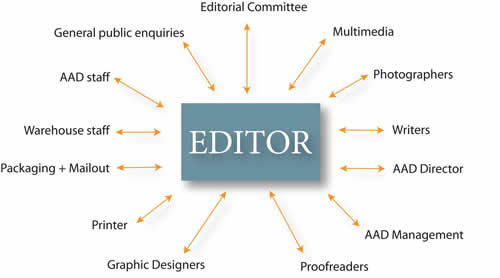 Editorial Committee
General public enquiries
Multimedia
AAD staff
Photographers
Warehouse staff
EDITOR
Writers
Packaging + Mailout
AAD Director
Printer
AAD Management
Graphic Designers
Proofreaders